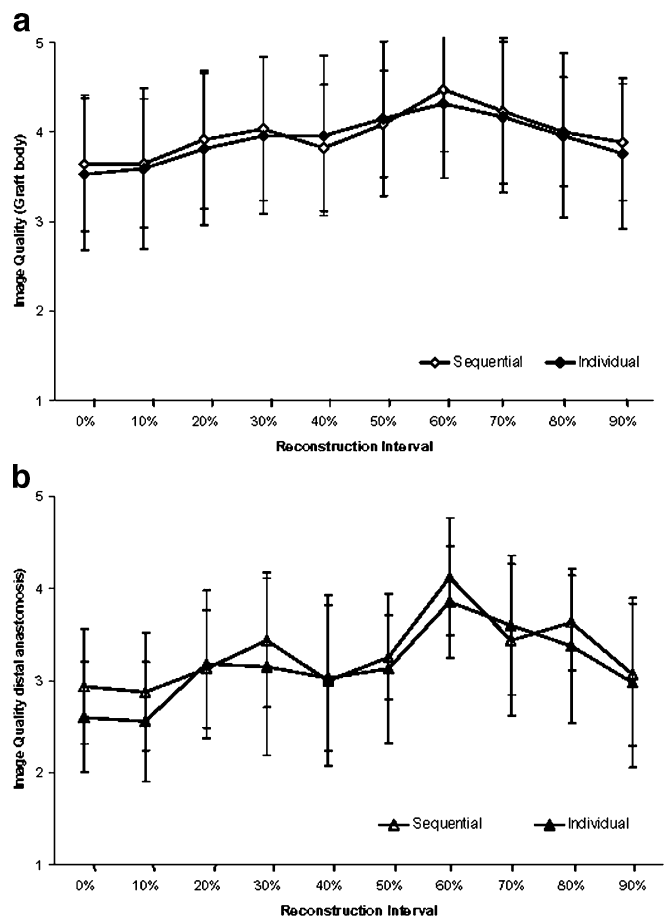 a
5
4
3
2
1
Image Quality (Graft body)
Sequential Individual
0% 10% 20% 30% 40% 50% 60% 70% 80% 90%
Reconstruction Interval
b
5
4
3
2
1
Image Quality distal anastomosis)
Sequential Individual
0% 10% 20% 30% 40% 50% 60% 70% 80% 90%
Reconstruction Interval